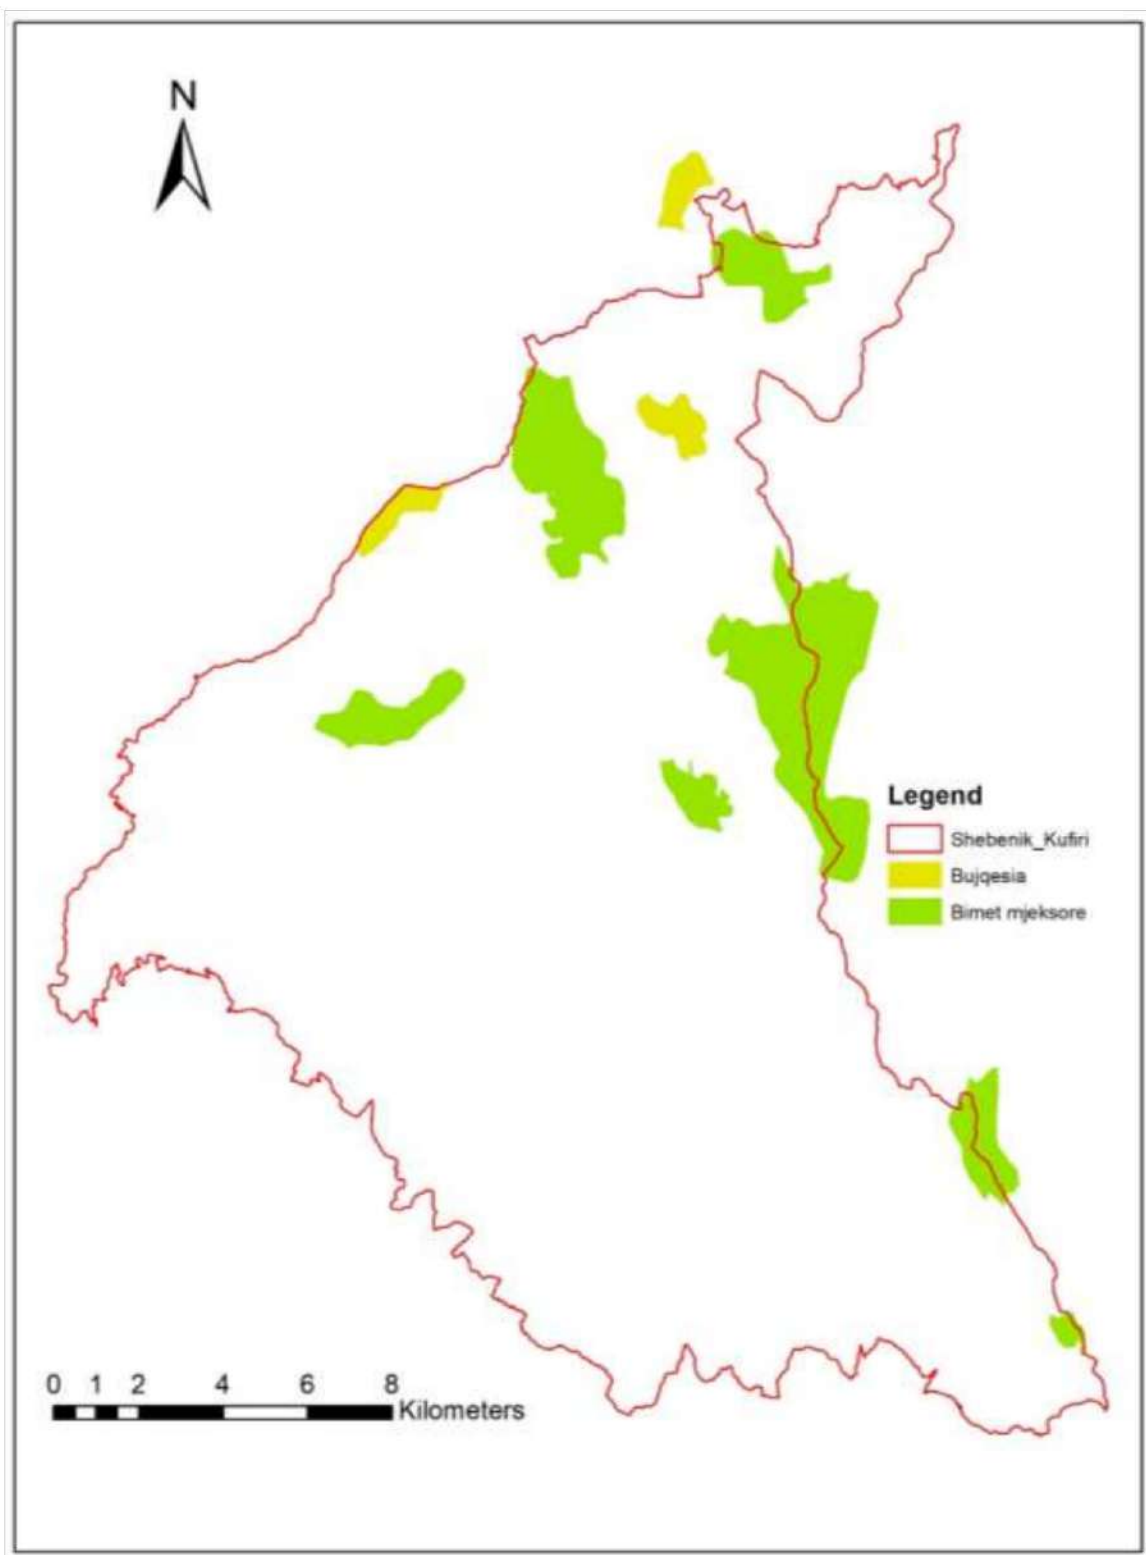 N
Legend
Shebenik_Kufiri
Bujqesia
Bimet mjeksore
0 1 2 4 6 8
Kilometers